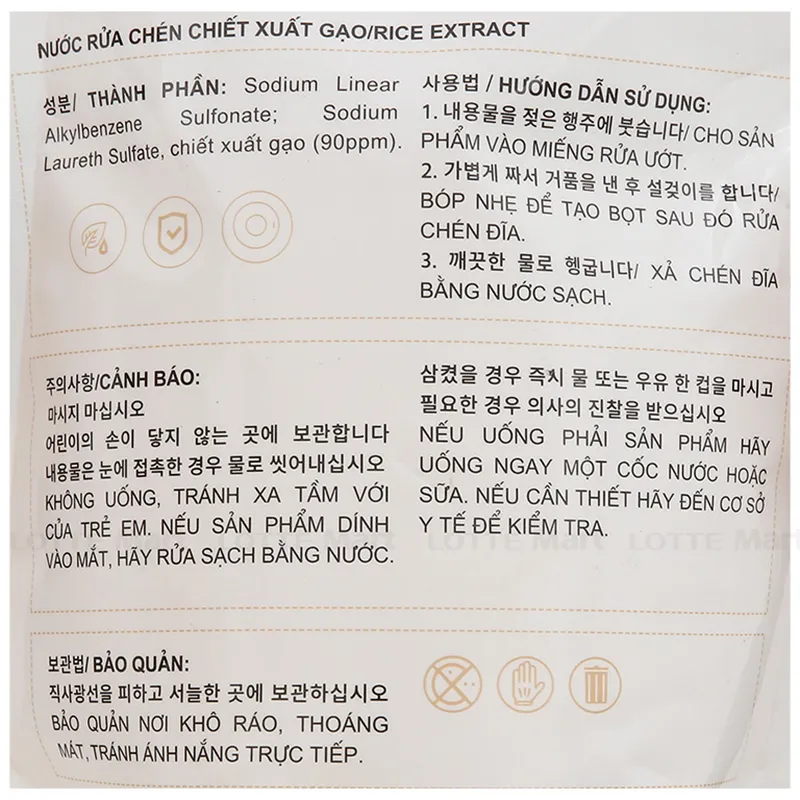 NƯỚC RỬA CHÉN CHIẾT XUẤT GẠO/RICE EXTRACT
성분/ THÀNH PHẦN: Sodium Linear
Alkylbenzene Sulfonate; Sodium
Laureth Sulfate, chiết xuất gạo (90ppm).
사용법 / HƯỚNG DẪN SỬ DỤNG:
1. 내용물을 젖은 행주에 붓습니다/ CHO SẢN
PHẨM VÀO MIẾNG RỬA ƯỚT.
2. 가볍게 짜서 거품을 낸 후 설겆이를 합니다/
BÓP NHẸ ĐỂ TẠO BỌT SAU ĐÓ RỬA
CHÉN ĐĨA.
3. 깨끗한 물로 헹굽니다/ XẢ CHÉN ĐĨA
BẰNG NƯỚC SẠCH.
주의사항/CẢNH BÁO:
마시지 마십시오
어린이의 손이 닿지 않는 곳에 보관합니다
내용물은 눈에 접촉한 경우 물로 씻어내십시오
KHÔNG UỐNG, TRÁNH XA TẦM VỚI
CỦA TRẺ EM. NẾU SẢN PHẨM DÍNH
VÀO MẮT, HÃY RỬA SẠCH BẰNG NƯỚC.
삼켰을 경우 즉시 물 또는 우유 한 컵을 마시고
필요한 경우 의사의 진찰을 받으십시오
NẾU UỐNG PHẢI SẢN PHẨM HÃY
UỐNG NGAY MỘT CỐC NƯỚC HOẶC
SỮA. NẾU CẦN THIẾT HÃY ĐẾN CƠ SỞ
Y TẾ ĐỂ KIỂM TRA.
LOTTE Mart LOTTE Mart LOTTE Mart LOTTE Mart
보관법/ BẢO QUẢN:
직사광선을 피하고 서늘한 곳에 보관하십시오
BẢO QUẢN NƠI KHÔ RÁO, THOÁNG
MÁT, TRÁNH ÁNH NẮNG TRỰC TIẾP.